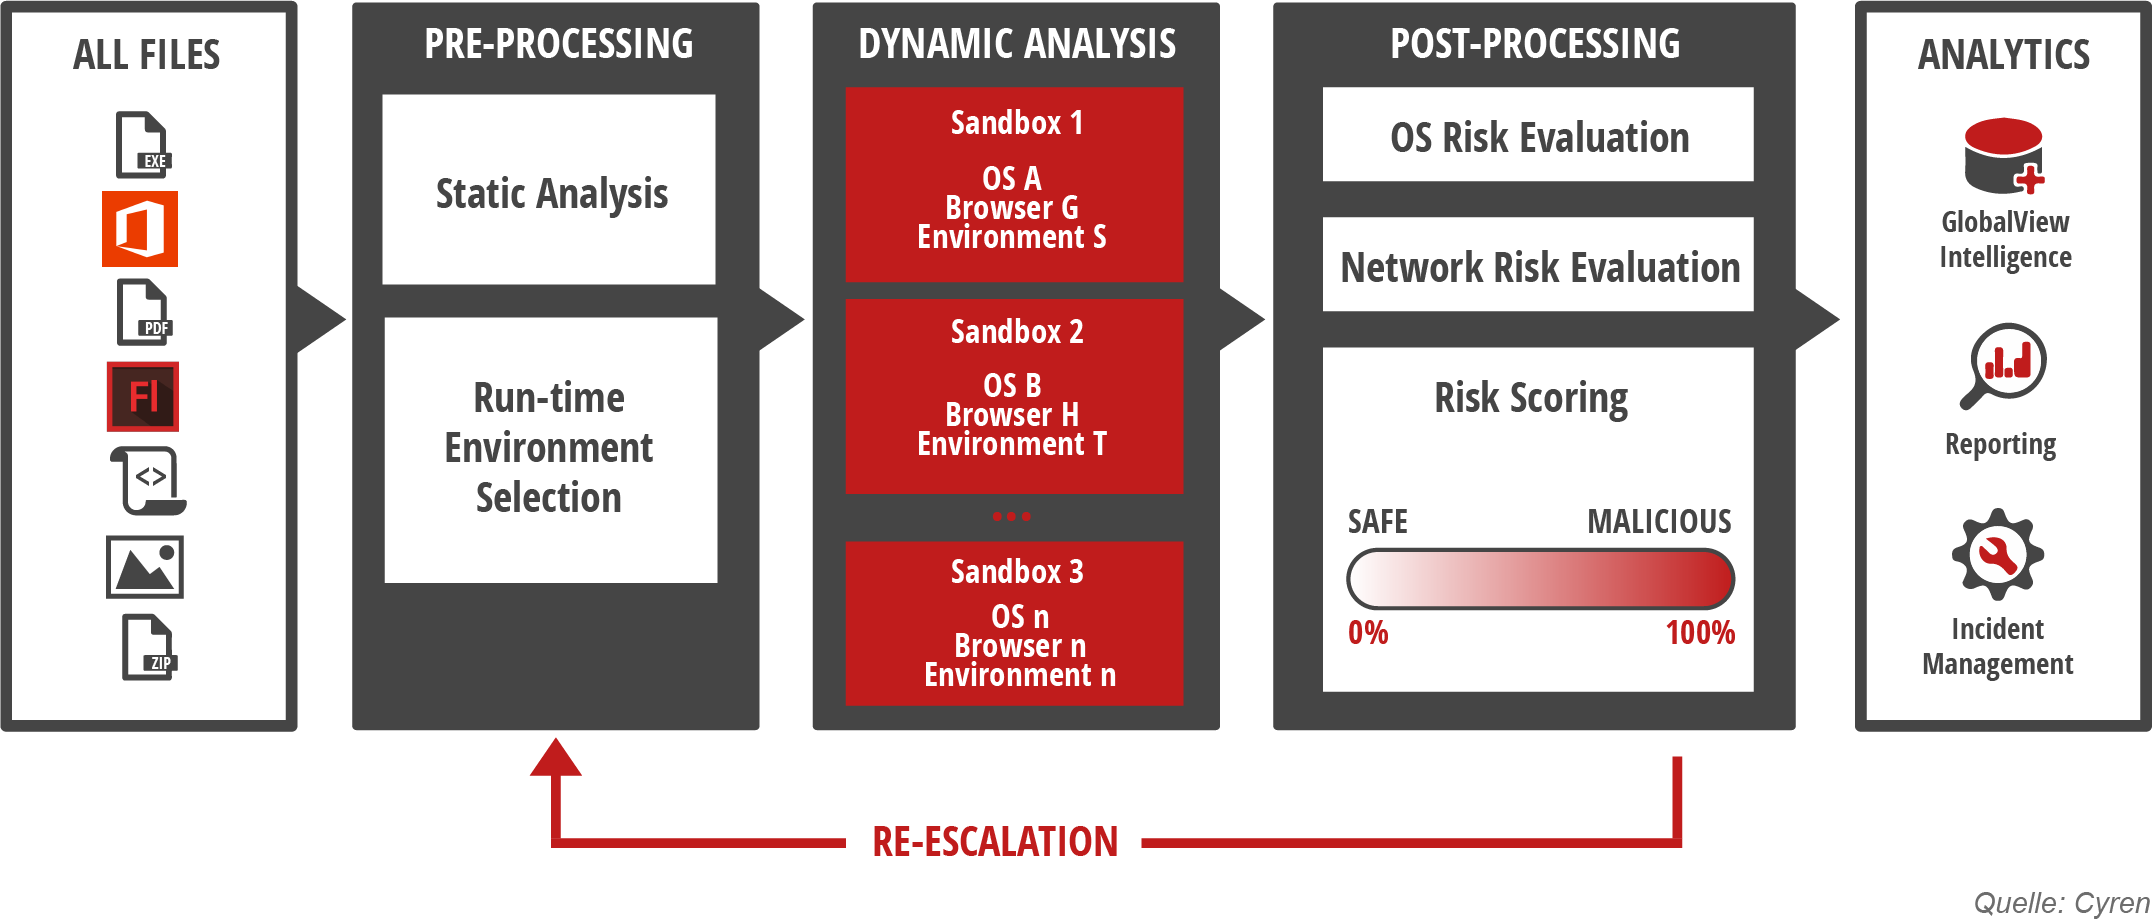 ALL FILES
EXE
PDF
Fl
<>
ZIP
PRE-PROCESSING
Static Analysis
Run-time
Environment
Selection
DYNAMIC ANALYSIS
Sandbox 1
OS A
Browser G
Environment S
Sandbox 2
OS B
Browser H
Environment T
...
Sandbox 3
OS n
Browser n
Environment n
POST-PROCESSING
OS Risk Evaluation
Network Risk Evaluation
Risk Scoring
SAFE MALICIOUS
0% 100%
ANALYTICS
GlobalView
Intelligence
Reporting
Incident
Management
RE-ESCALATION
Quelle: Cyren